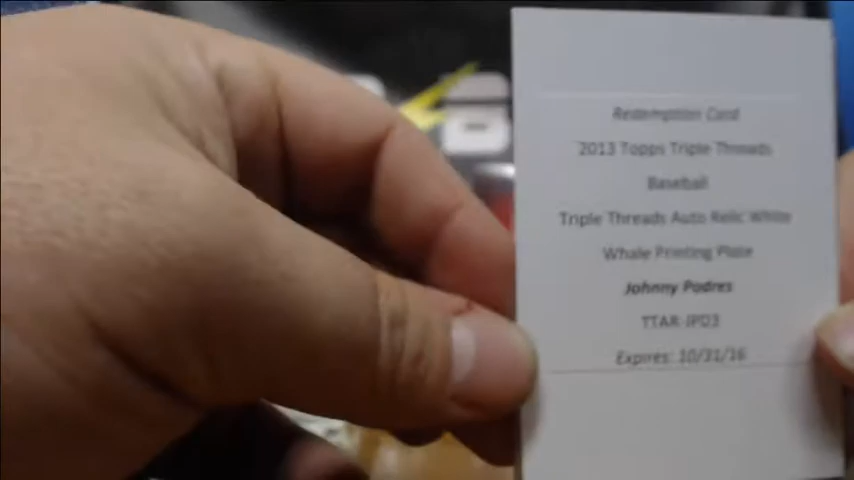 Redemption Card
2013 Topps Triple Threads
Baseball
Triple Threads Auto Relic White
Whale Printing Plate
Johnny Podres
TTAR-JPD3
Expires: 10/31/16